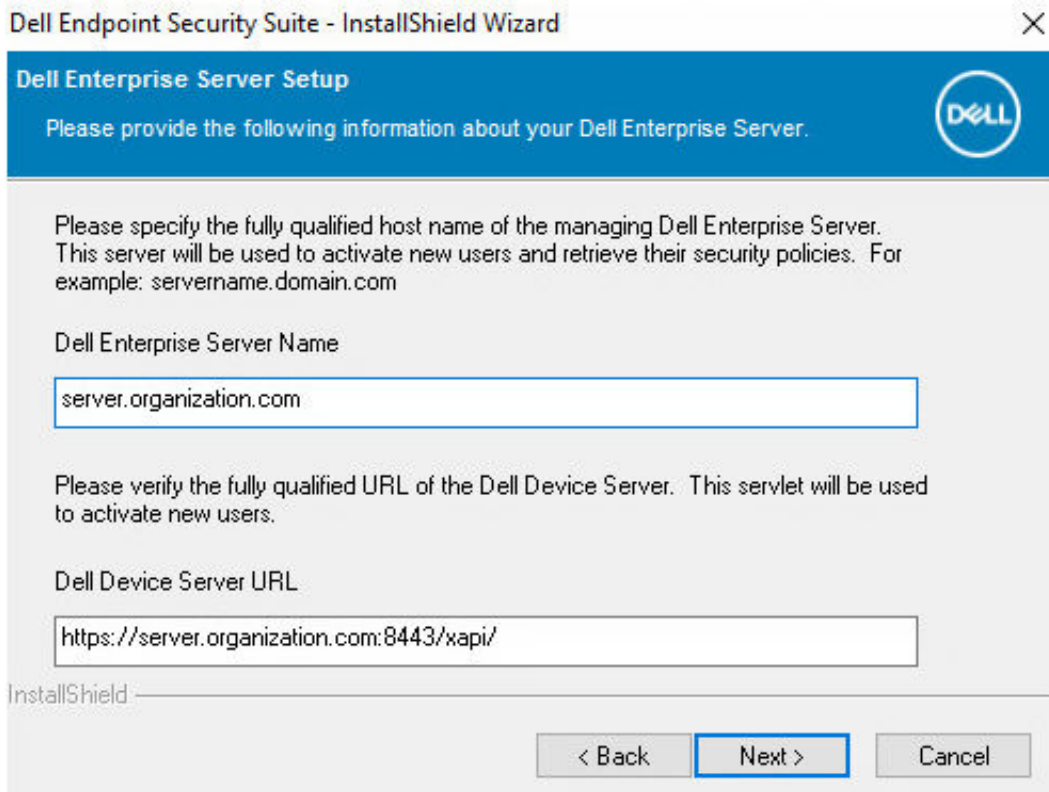 Dell Endpoint Security Suite - InstallShield Wizard
Dell Enterprise Server Setup
Please provide the following information about your Dell Enterprise Server.
DELL
Please specify the fully qualified host name of the managing Dell Enterprise Server.
This server will be used to activate new users and retrieve their security policies.  For
example: servername.domain.com
Dell Enterprise Server Name
server.organization.com
Please verify the fully qualified URL of the Dell Device Server.  This servlet will be used
to activate new users.
Dell Device Server URL
https://server.organization.com:8443/xapi/
InstallShield
< Back
Next >
Cancel